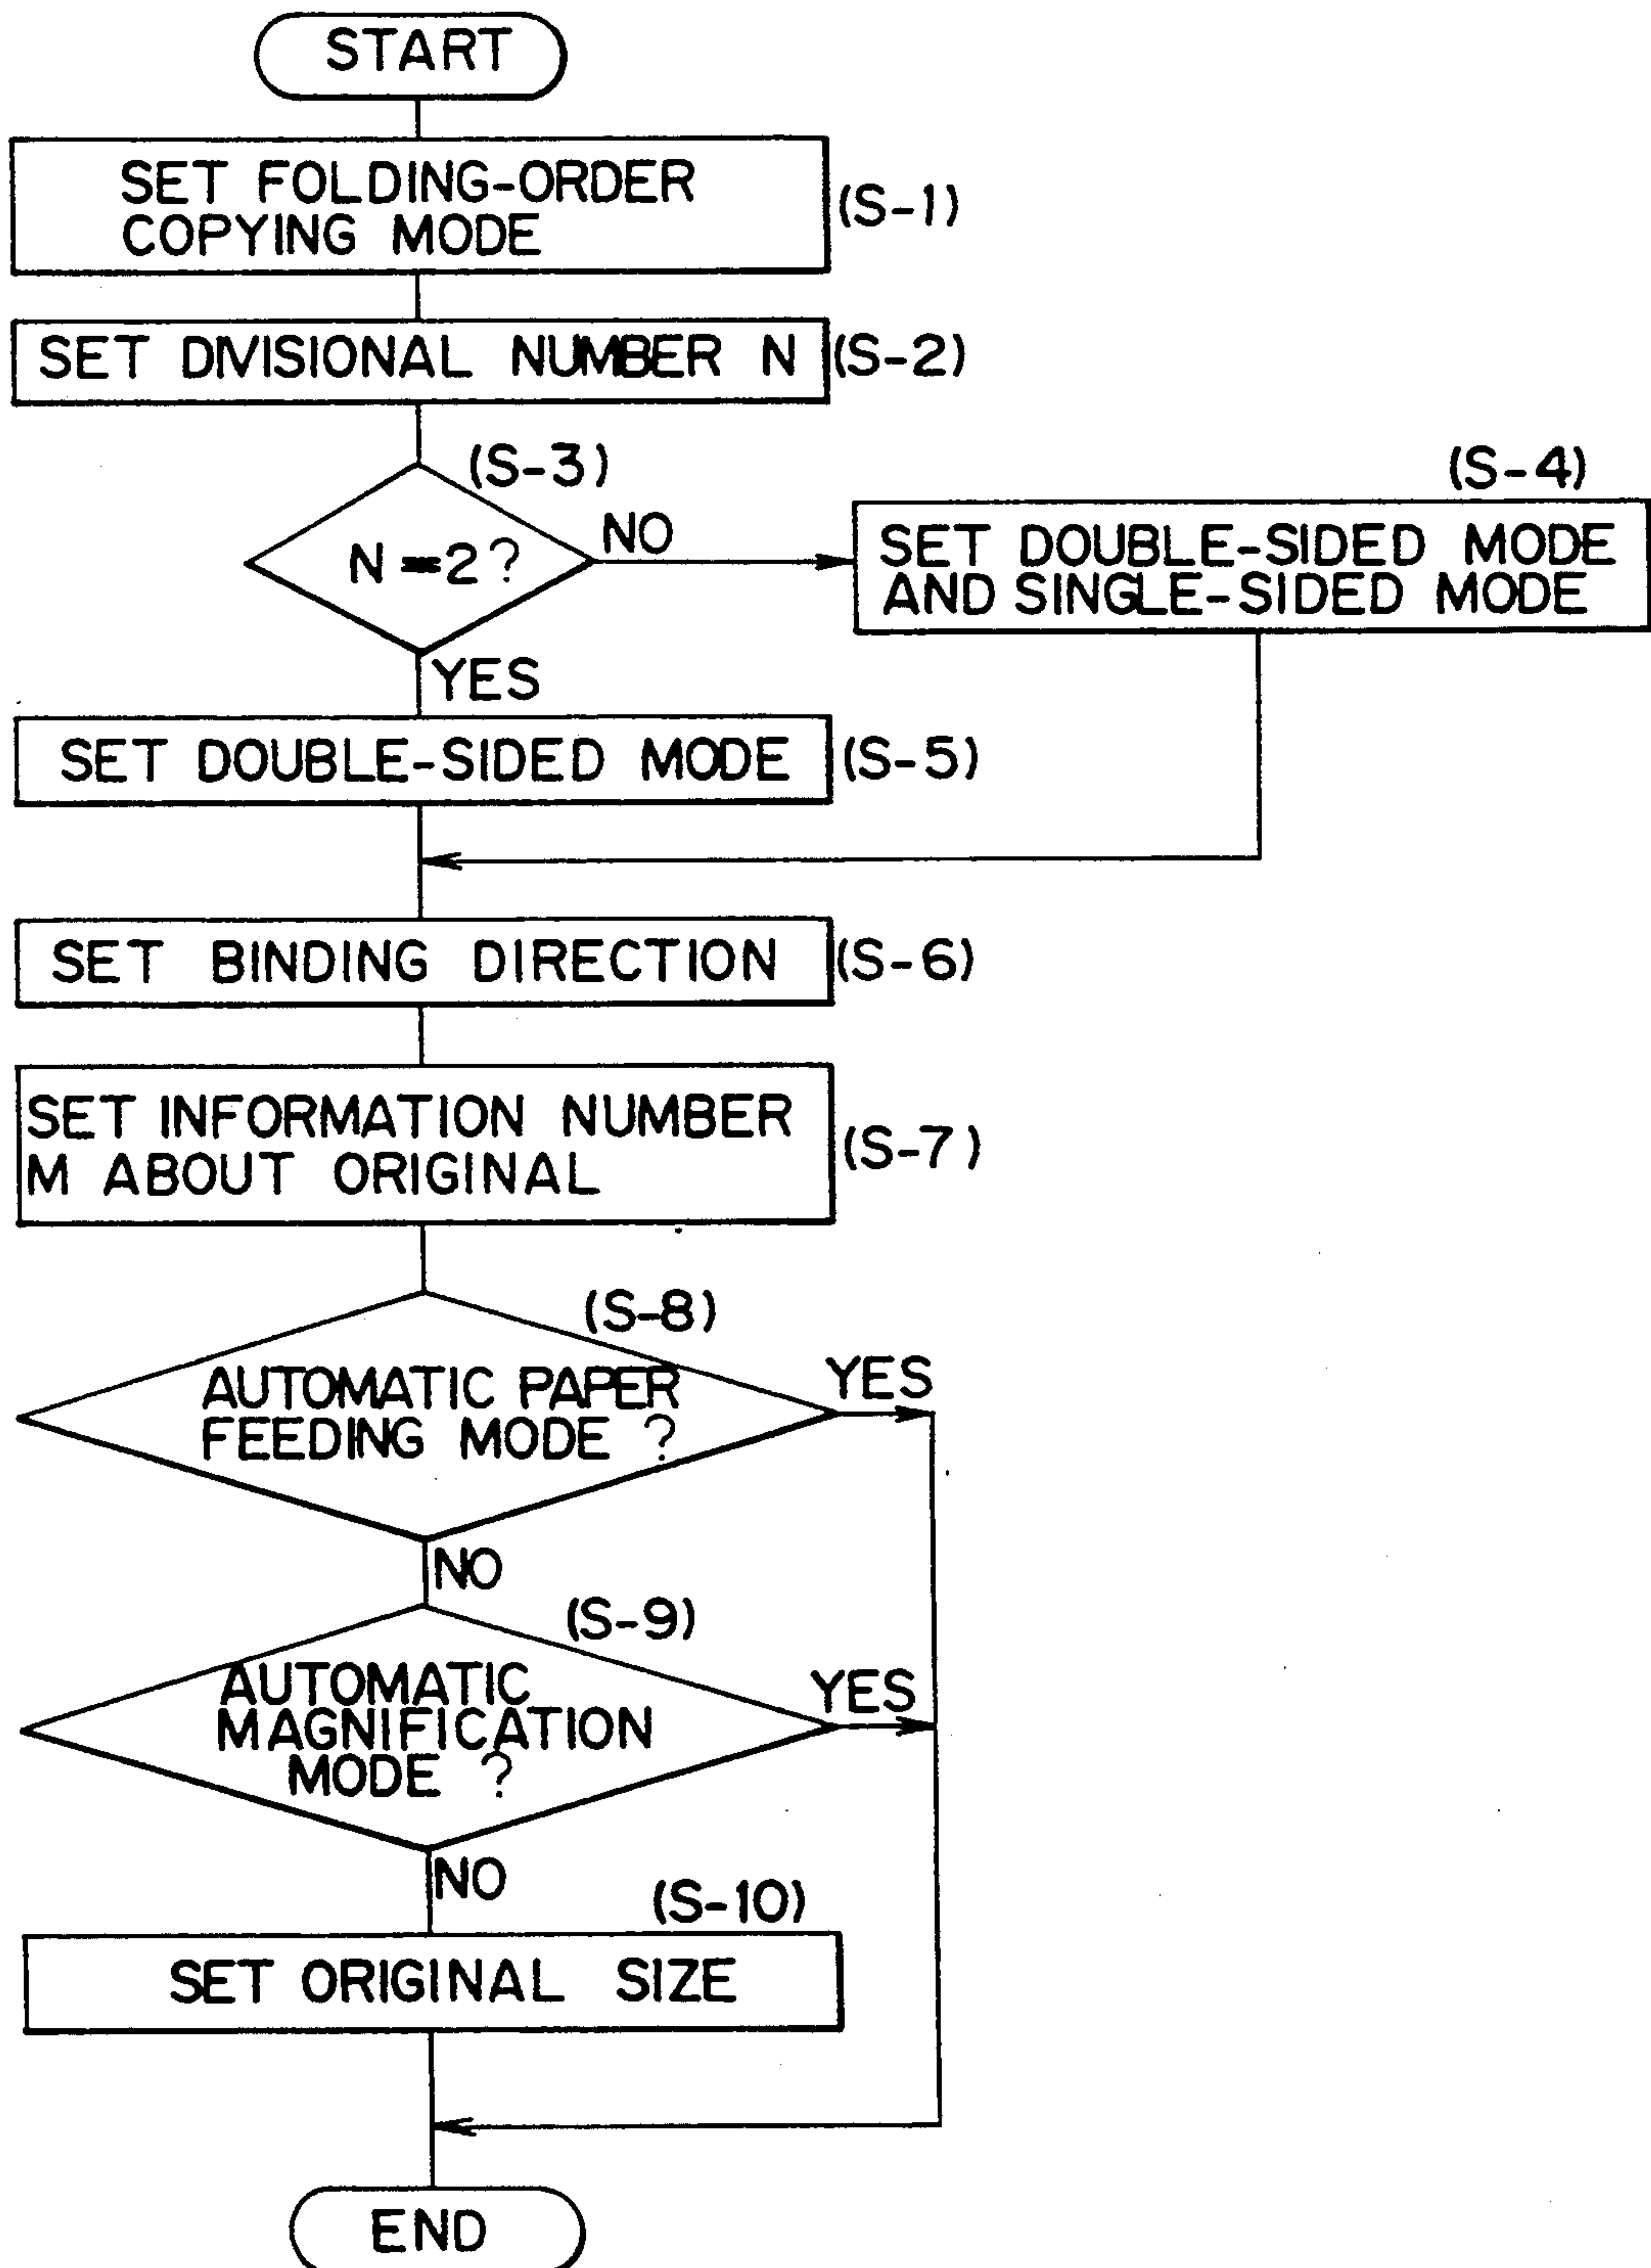 START
SET FOLDING-ORDER
COPYING MODE
(S-1)
SET DIVISIONAL NUMBER N
(S-2)
(S-3)
N=2?
NO
(S-4)
SET DOUBLE-SIDED MODE
AND SINGLE-SIDED MODE
YES
SET DOUBLE-SIDED MODE
(S-5)
SET BINDING DIRECTION
(S-6)
SET INFORMATION NUMBER
M ABOUT ORIGINAL
(S-7)
(S-8)
AUTOMATIC PAPER
FEEDING MODE ?
YES
NO
(S-9)
AUTOMATIC
MAGNIFICATION
MODE ?
YES
NO
(S-10)
SET ORIGINAL SIZE
END